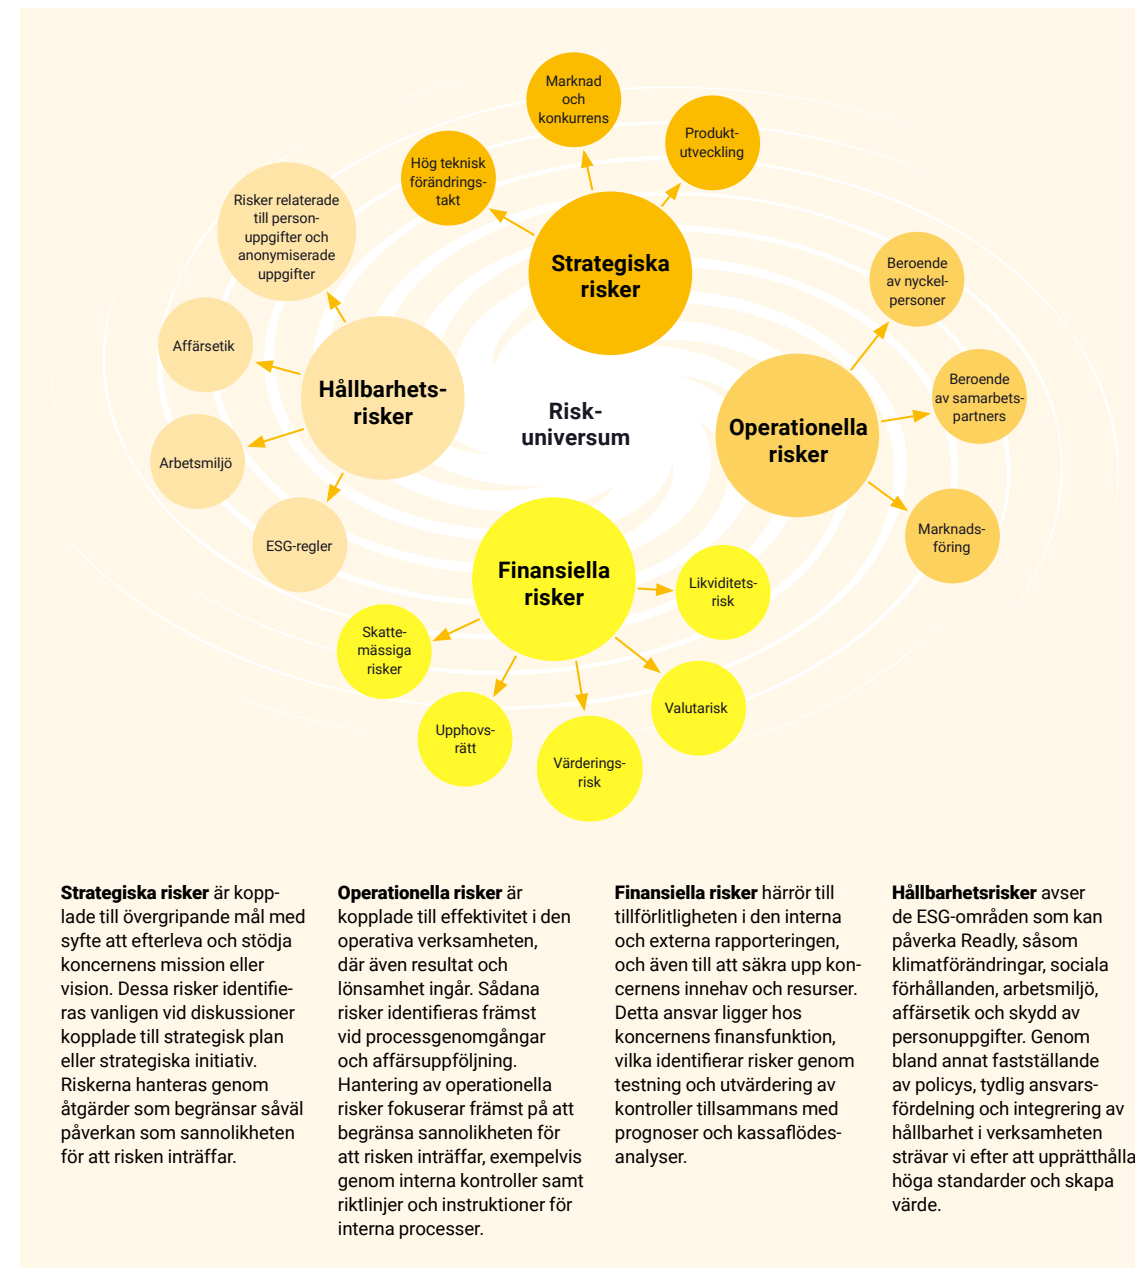 Marknad
och
konkurrens
Produkt-
utveckling
Hög teknisk
förändrings-
takt
Strategiska
risker
Risker relaterade
till person-
uppgifter och
anonymiserade
uppgifter
Affärsetik
Arbetsmiljö
ESG-regler
Hållbarhets-
risker
Risk-
universum
Beroende
av nyckel-
personer
Beroende
av samarbets-
partners
Marknads-
föring
Operationella
risker
Finansiella
risker
Likviditets-
risk
Valutarisk
Värderings-
risk
Upphovs-
rätt
Skatte-
mässiga
risker
Strategiska risker är kopp-
lade till övergripande mål med
syfte att efterleva och stödja
koncernens mission eller
vision. Dessa risker identifie-
ras vanligen vid diskussioner
kopplade till strategisk plan
eller strategiska initiativ.
Riskerna hanteras genom
åtgärder som begränsar såväl
påverkan som sannolikheten
för att risken inträffar.
Operationella risker är
kopplade till effektivitet i den
operativa verksamheten,
där även resultat och
lönsamhet ingår. Sådana
risker identifieras främst
vid processgenomgångar
och affärsuppföljning.
Hantering av operationella
risker fokuserar främst på att
begränsa sannolikheten för
att risken inträffar, exempelvis
genom interna kontroller samt
riktlinjer och instruktioner för
interna processer.
Finansiella risker härrör till
tillförlitligheten i den interna
och externa rapporteringen,
och även till att säkra upp kon-
cernens innehav och resurser.
Detta ansvar ligger hos
koncernens finansfunktion,
vilka identifierar risker genom
testning och utvärdering av
kontroller tillsammans med
prognoser och kassaflödes-
analyser.
Hållbarhetsrisker avser
de ESG-områden som kan
påverka Readly, såsom
klimatförändringar, sociala
förhållanden, arbetsmiljö,
affärsetik och skydd av
personuppgifter. Genom
bland annat fastställande
av policys, tydlig ansvars-
fördelning och integrering av
hållbarhet i verksamheten
strävar vi efter att upprätthålla
höga standarder och skapa
värde.